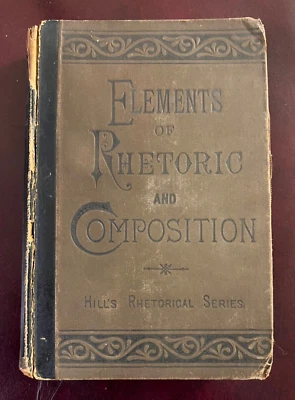 ELEMENTS
OF
RHETORIC
AND
COMPOSITION
HILL'S RHETORICAL SERIES.